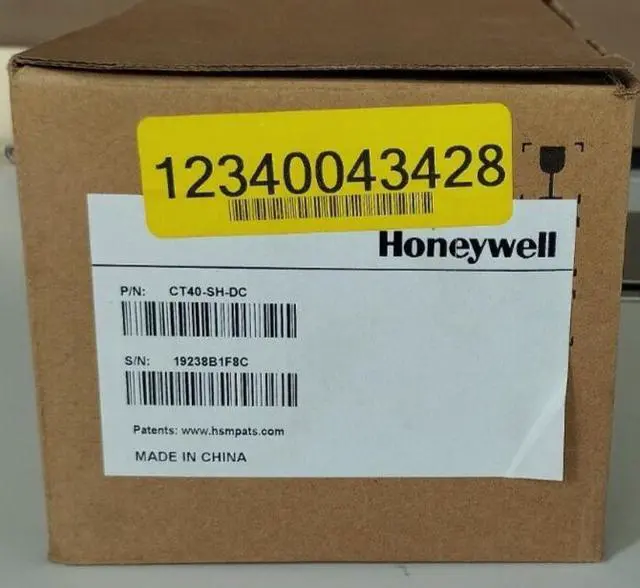 12340043428
Honeywell
P/N: CT40-SH-DC
S/N: 19238B1F8C
Patents: www.hsmpats.com
MADE IN CHINA